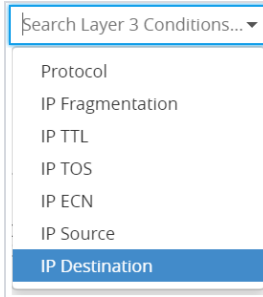 Search Layer 3 Conditions...
Protocol
IP Fragmentation
IP TTL
IP TOS
IP ECN
IP Source
IP Destination